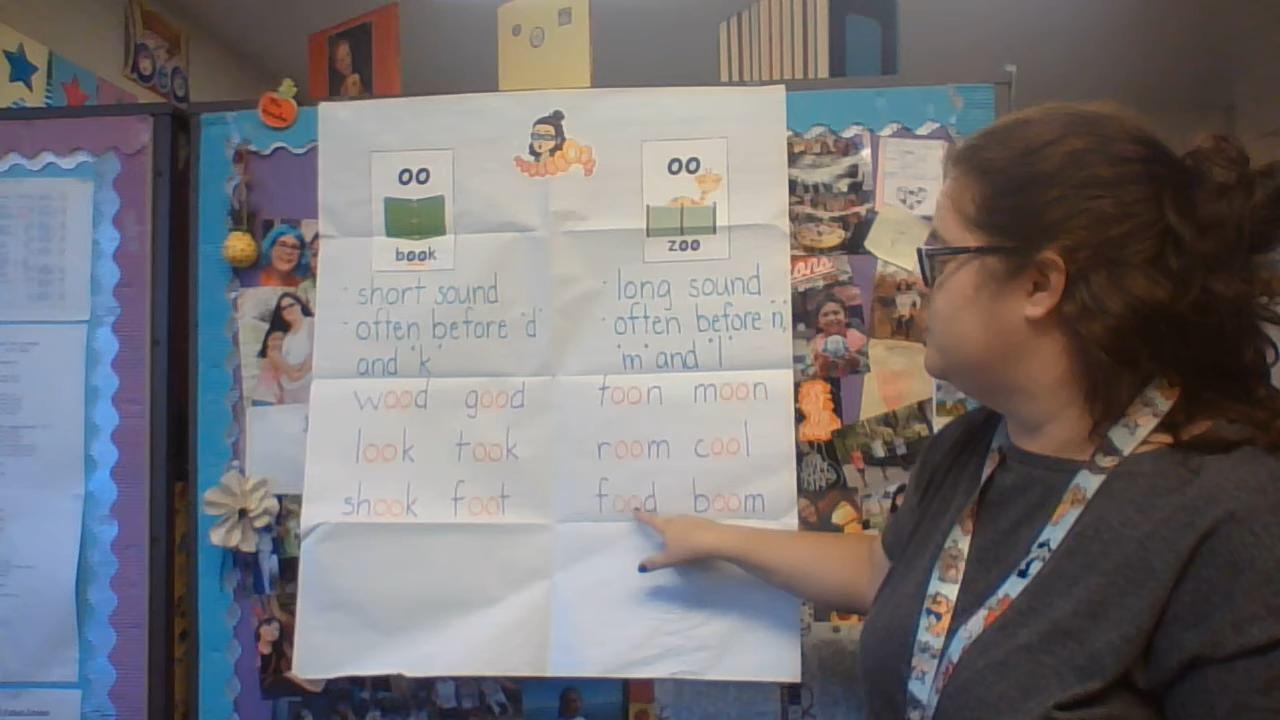 oo
book
· short sound
· often before 'd'
and 'k'
wood good
look took
shook foot
oo
zoo
· long sound
· often before 'n',
'm' and 'l'
toon moon
room cool
food boom